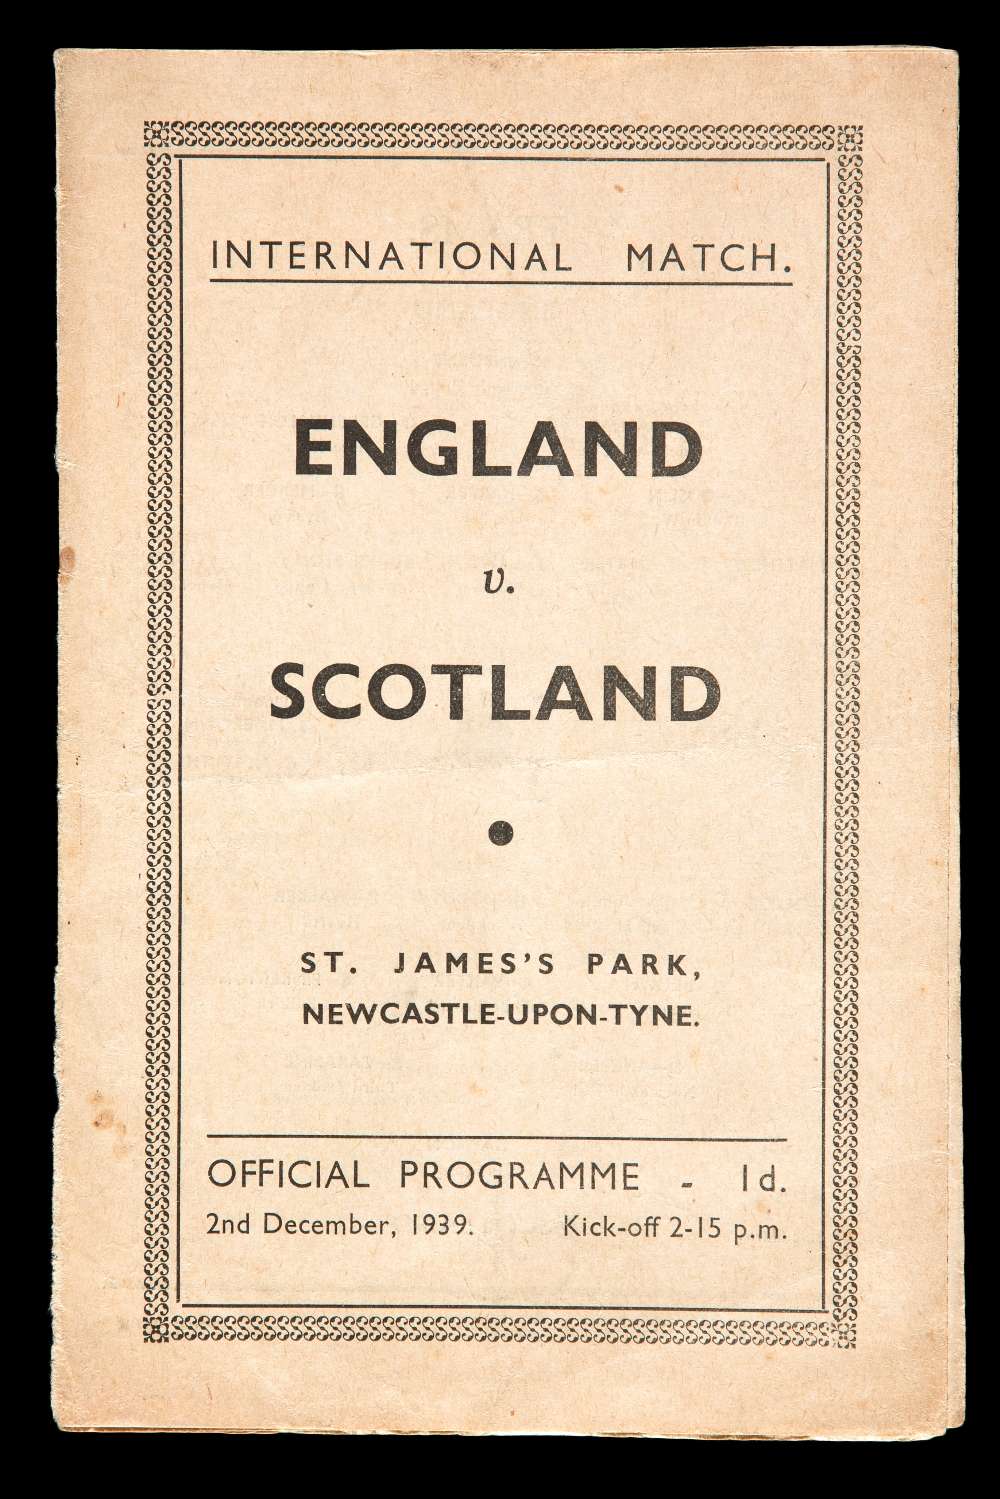 INTERNATIONAL MATCH.
ENGLAND
v.
SCOTLAND
ST. JAMES'S PARK,
NEWCASTLE-UPON-TYNE.
OFFICIAL PROGRAMME - 1d.
2nd December, 1939. Kick-off 2-15 p.m.